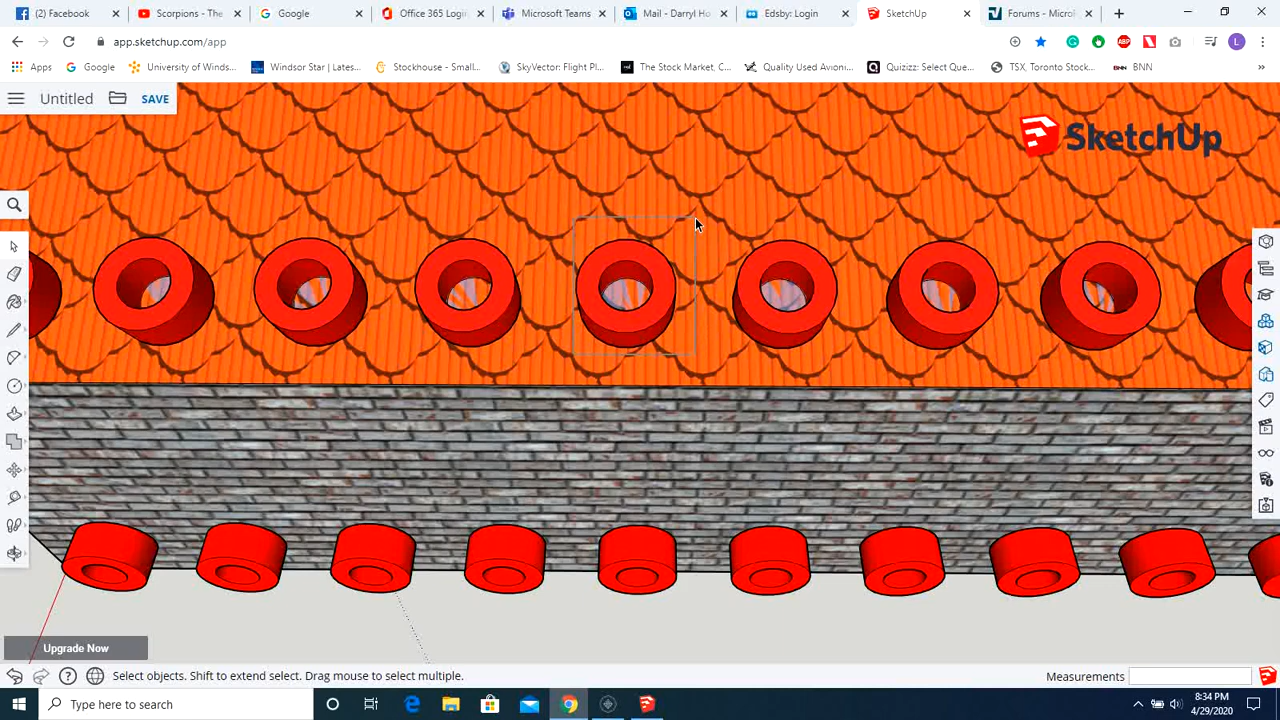 (2) Facebook
Scorpions - The
Google
Office 365 Logi
Microsoft Teams
Mail - Darryl Ho
Edsby: Login
SketchUp
Forums - MicroF
app.sketchup.com/app
L
Apps
Google
University of Winds...
Windsor Star | Lates...
Stockhouse - Small...
SkyVector: Flight Pl...
The Stock Market, C...
Quality Used Avioni...
Quizizz: Select Que...
TSX, Toronto Stock...
BNN
BNN
Untitled
SAVE
SketchUp
Upgrade Now
Select objects. Shift to extend select. Drag mouse to select multiple.
Measurements
Type here to search
8:34 PM
4/29/2020